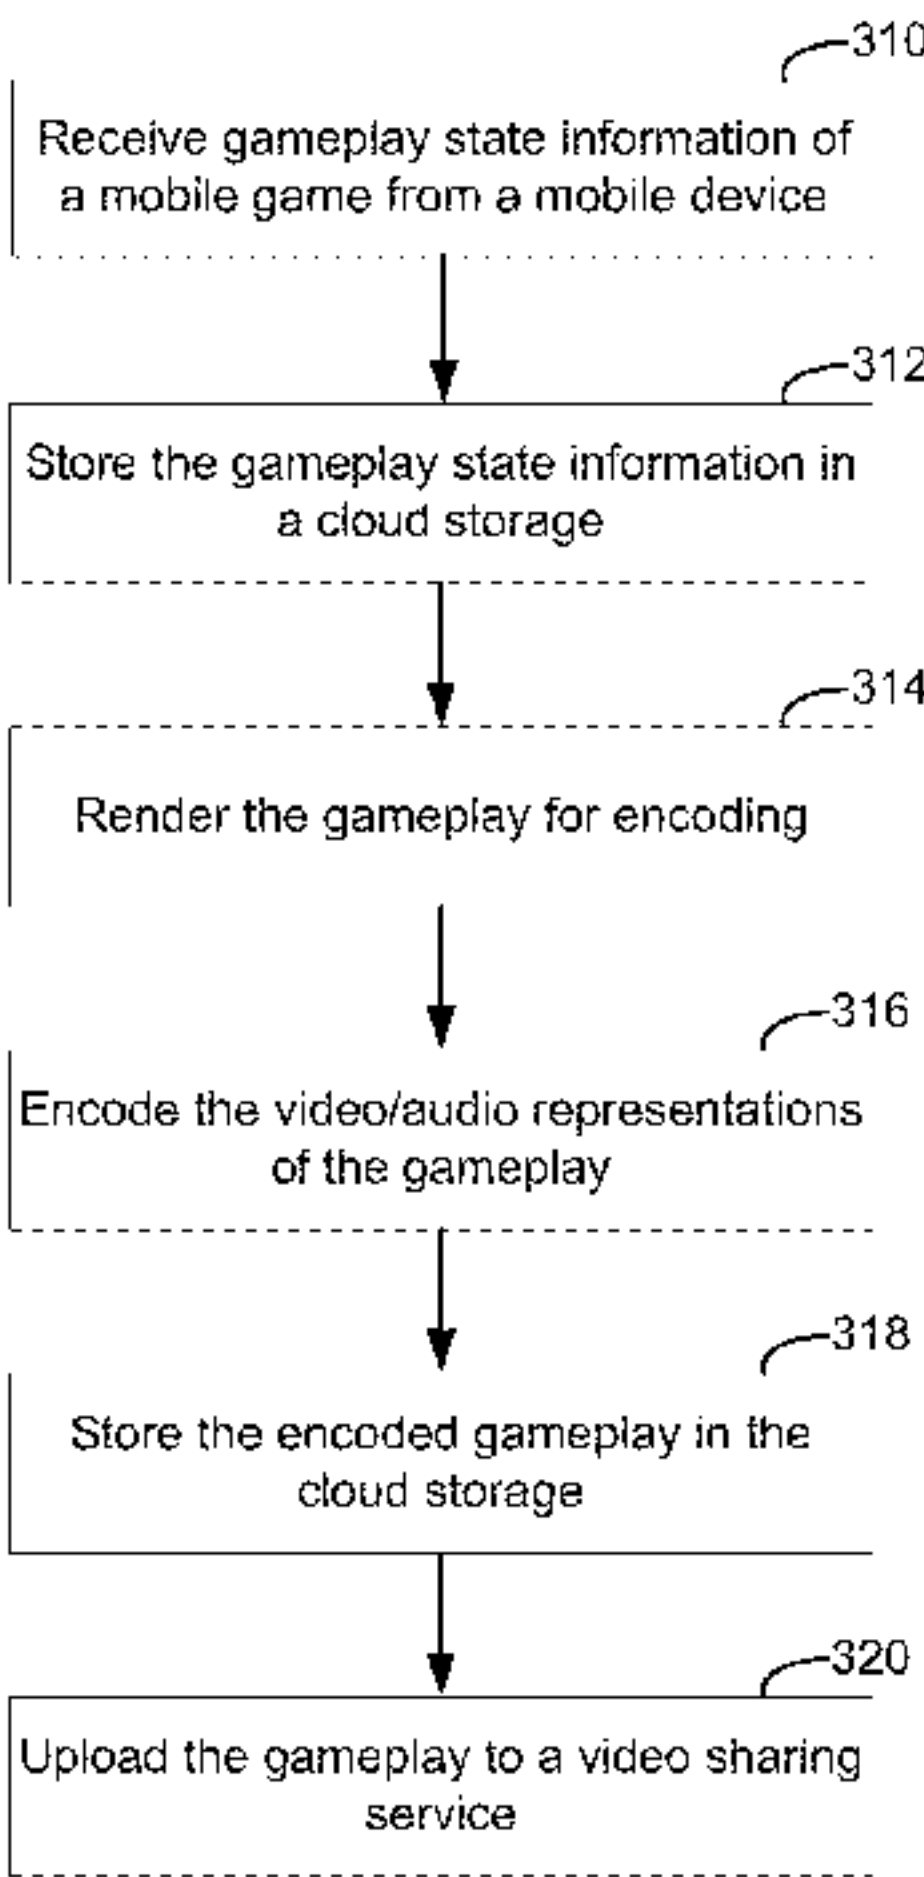 310
Receive gameplay state information of
a mobile game from a mobile device
312
Store the gameplay state information in
a cloud storage
314
Render the gameplay for encoding
316
Encode the video/audio representations
of the gameplay
318
Store the encoded gameplay in the
cloud storage
320
Upload the gameplay to a video sharing
service